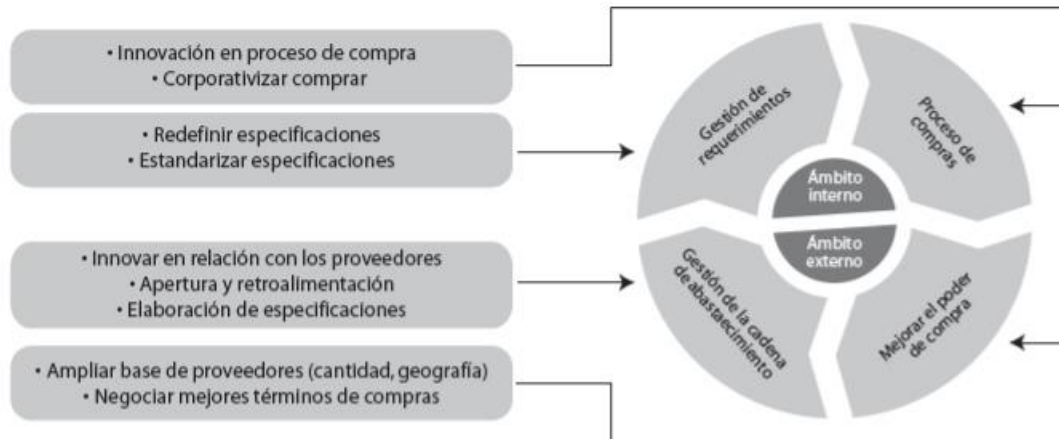 • Innovación en proceso de compra
• Corporativizar comprar
• Redefinir especificaciones
• Estandarizar especificaciones
• Innovar en relación con los proveedores
• Apertura y retroalimentación
• Elaboración de especificaciones
• Ampliar base de proveedores (cantidad, geografía)
• Negociar mejores términos de compras
Gestión de
requerimientos
Proceso de
compras
Ámbito
interno
Ámbito
externo
Gestión de la cadena
de abastaecimiento
Mejorar el poder
de compra